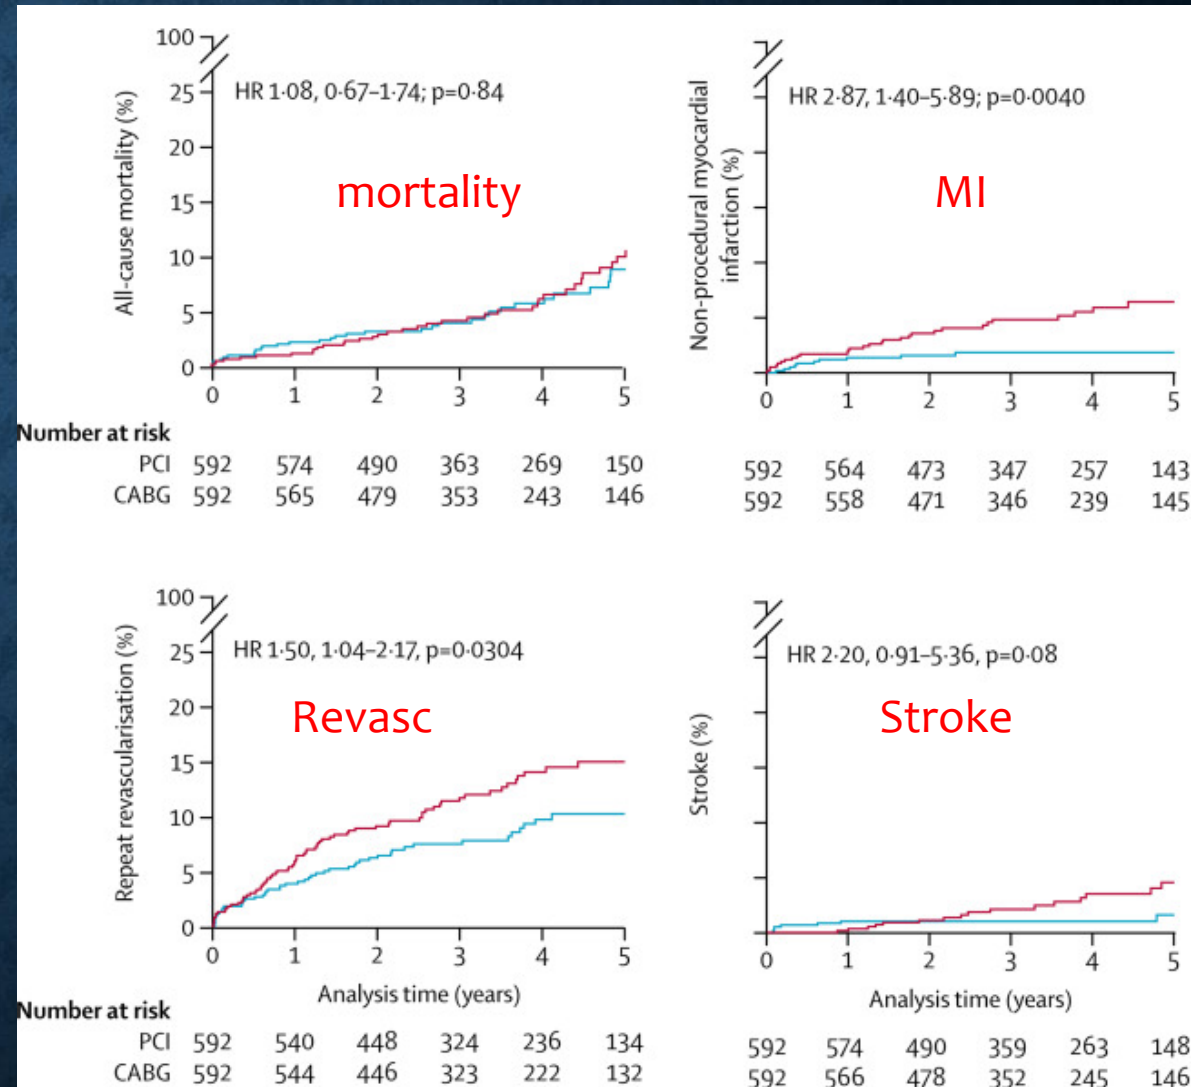 100
25
20
15
10
5
0
All-cause mortality (%)
HR 1·08, 0·67–1·74; p=0·84
mortality
0 1 2 3 4 5
Number at risk
PCI 592 574 490 363 269 150
CABG 592 565 479 353 243 146
Non-procedural myocardial
infarction (%)
HR 2·87, 1·40–5·89; p=0·0040
MI
0 1 2 3 4 5
592 564 473 347 257 143
592 558 471 346 239 145
100
25
20
15
10
5
0
Repeat revascularisation (%)
HR 1·50, 1·04–2·17, p=0·0304
Revasc
0 1 2 3 4 5
Analysis time (years)
Number at risk
PCI 592 540 448 324 236 134
CABG 592 544 446 323 222 132
Stroke (%)
HR 2·20, 0·91–5·36, p=0·08
Stroke
0 1 2 3 4 5
Analysis time (years)
592 574 490 359 263 148
592 566 478 352 245 146